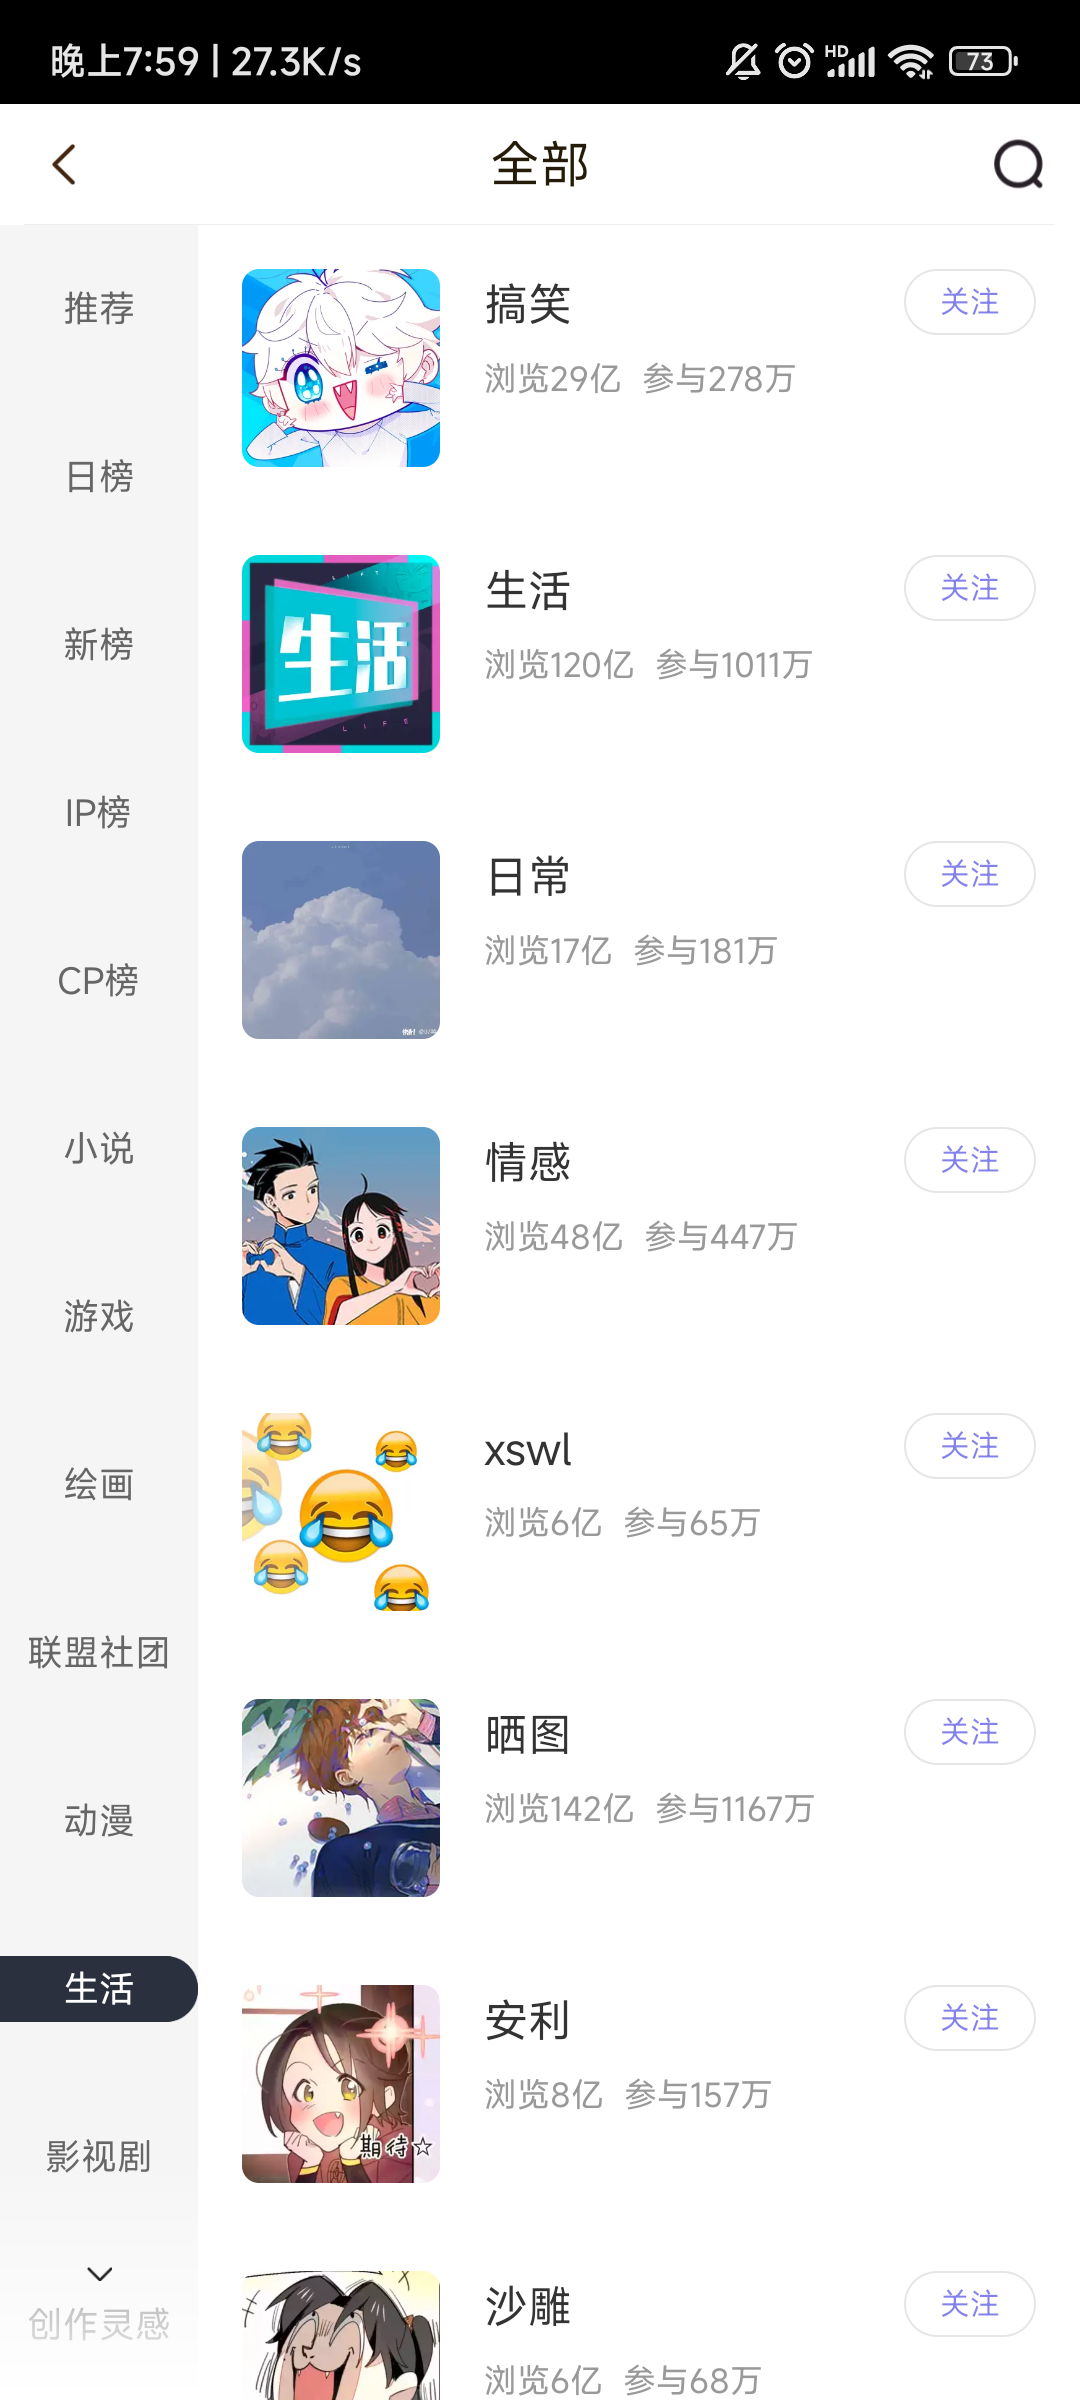 晚上7:59 | 27.3K/s
HD
73
全部
推荐
日榜
新榜
IP榜
CP榜
小说
游戏
绘画
联盟社团
动漫
生活
影视剧
创作灵感
搞笑
关注
浏览29亿 参与278万
生活
LIFE
生活
关注
浏览120亿 参与1011万
日常
关注
浏览17亿 参与181万
情感
关注
浏览48亿 参与447万
xswl
关注
浏览6亿 参与65万
晒图
关注
浏览142亿 参与1167万
期待☆
安利
关注
浏览8亿 参与157万
沙雕
关注
浏览6亿 参与68万